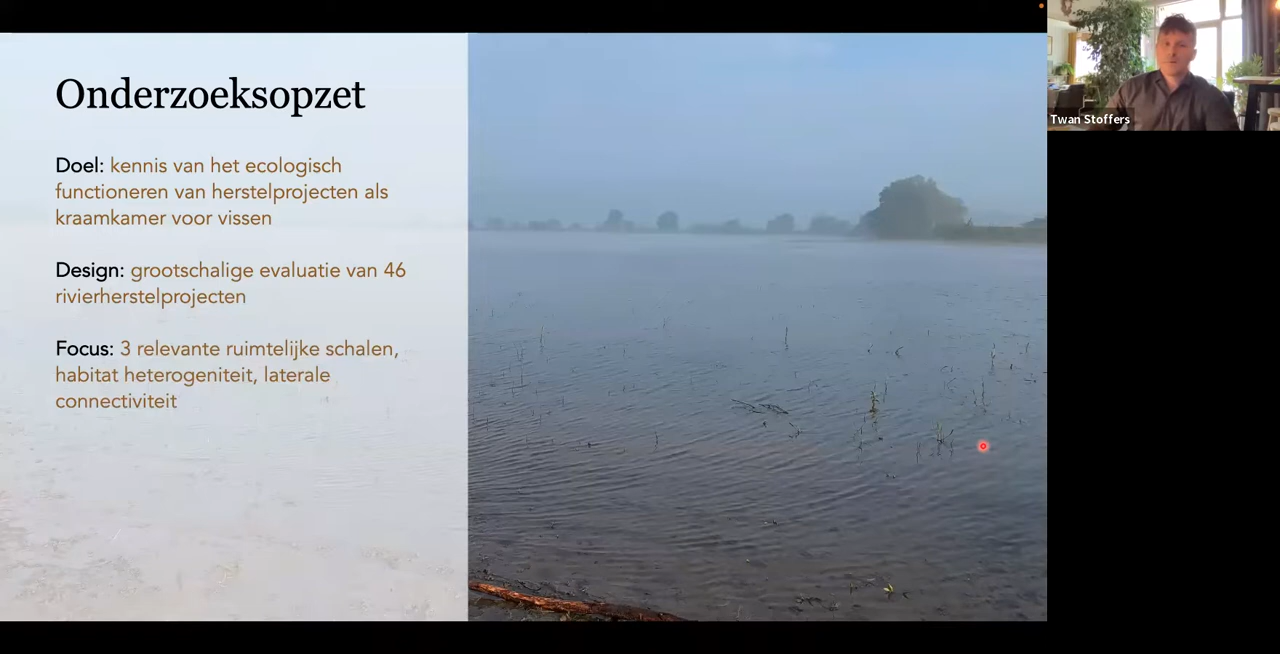 Onderzoeksopzet
Doel: kennis van het ecologisch
functioneren van herstelprojecten als
kraamkamer voor vissen
Design: grootschalige evaluatie van 46
rivierherstelprojecten
Focus: 3 relevante ruimtelijke schalen,
habitat heterogeniteit, laterale
connectiviteit
Twan Stoffers